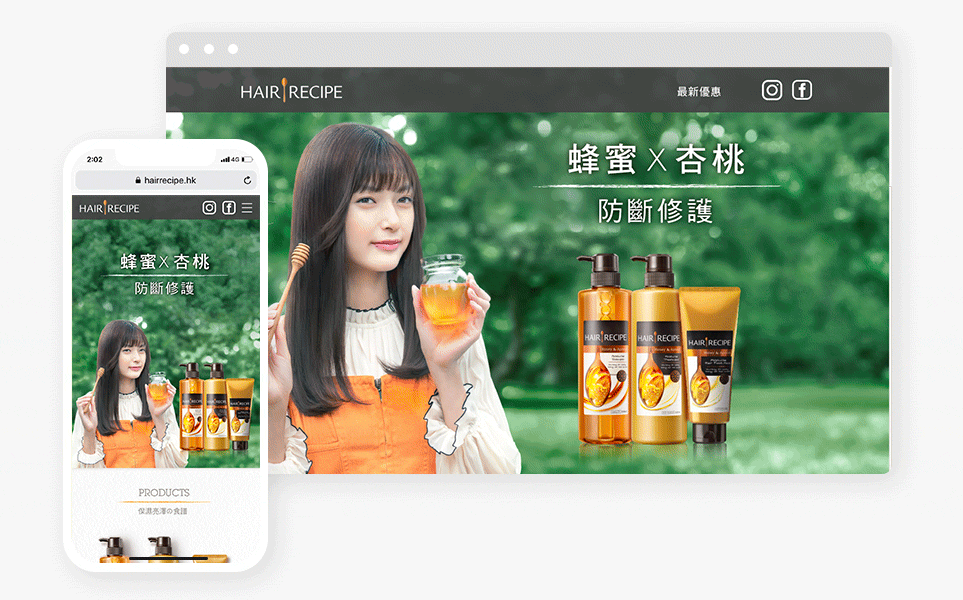 HAIR RECIPE
最新優惠
蜂蜜 X 杏桃
防斷修護
HAIR RECIPE
HAIR RECIPE
HAIR RECIPE
2:02
4G
hairrecipe.hk
HAIR RECIPE
蜂蜜 X 杏桃
防斷修護
PRODUCTS
保濕亮澤の食譜